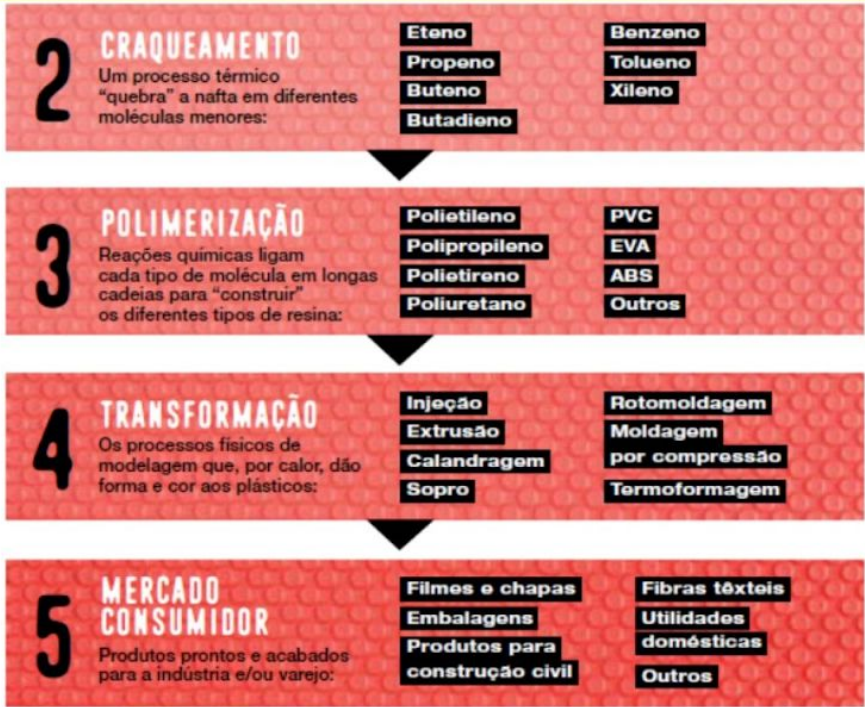 2
CRAQUEAMENTO
Um processo térmico
"quebra" a nafta em diferentes
moléculas menores:
Eteno
Propeno
Buteno
Butadieno
Benzeno
Tolueno
Xileno
3
POLIMERIZAÇÃO
Reações químicas ligam
cada tipo de molécula em longas
cadeias para "construir"
os diferentes tipos de resina:
Polietileno
Polipropileno
Polietireno
Poliuretano
PVC
EVA
ABS
Outros
4
TRANSFORMAÇÃO
Os processos físicos de
modelagem que, por calor, dão
forma e cor aos plásticos:
Injeção
Extrusão
Calandragem
Sopro
Rotomoldagem
Moldagem
por compressão
Termoformagem
5
MERCADO
CONSUMIDOR
Produtos prontos e acabados
para a indústria e/ou varejo:
Filmes e chapas
Embalagens
Produtos para
construção civil
Fibras têxteis
Utilidades
domésticas
Outros